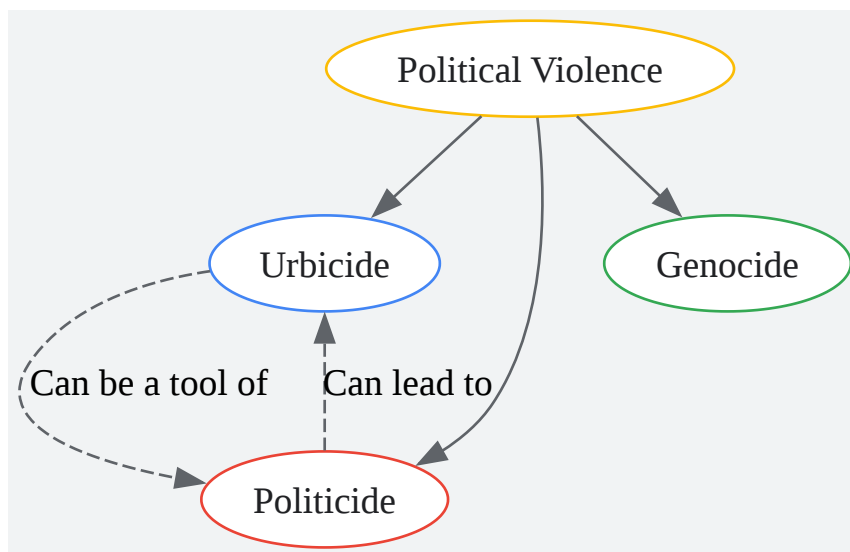 Political Violence
Urbicide
Genocide
Can be a tool of
Can lead to
Politicide